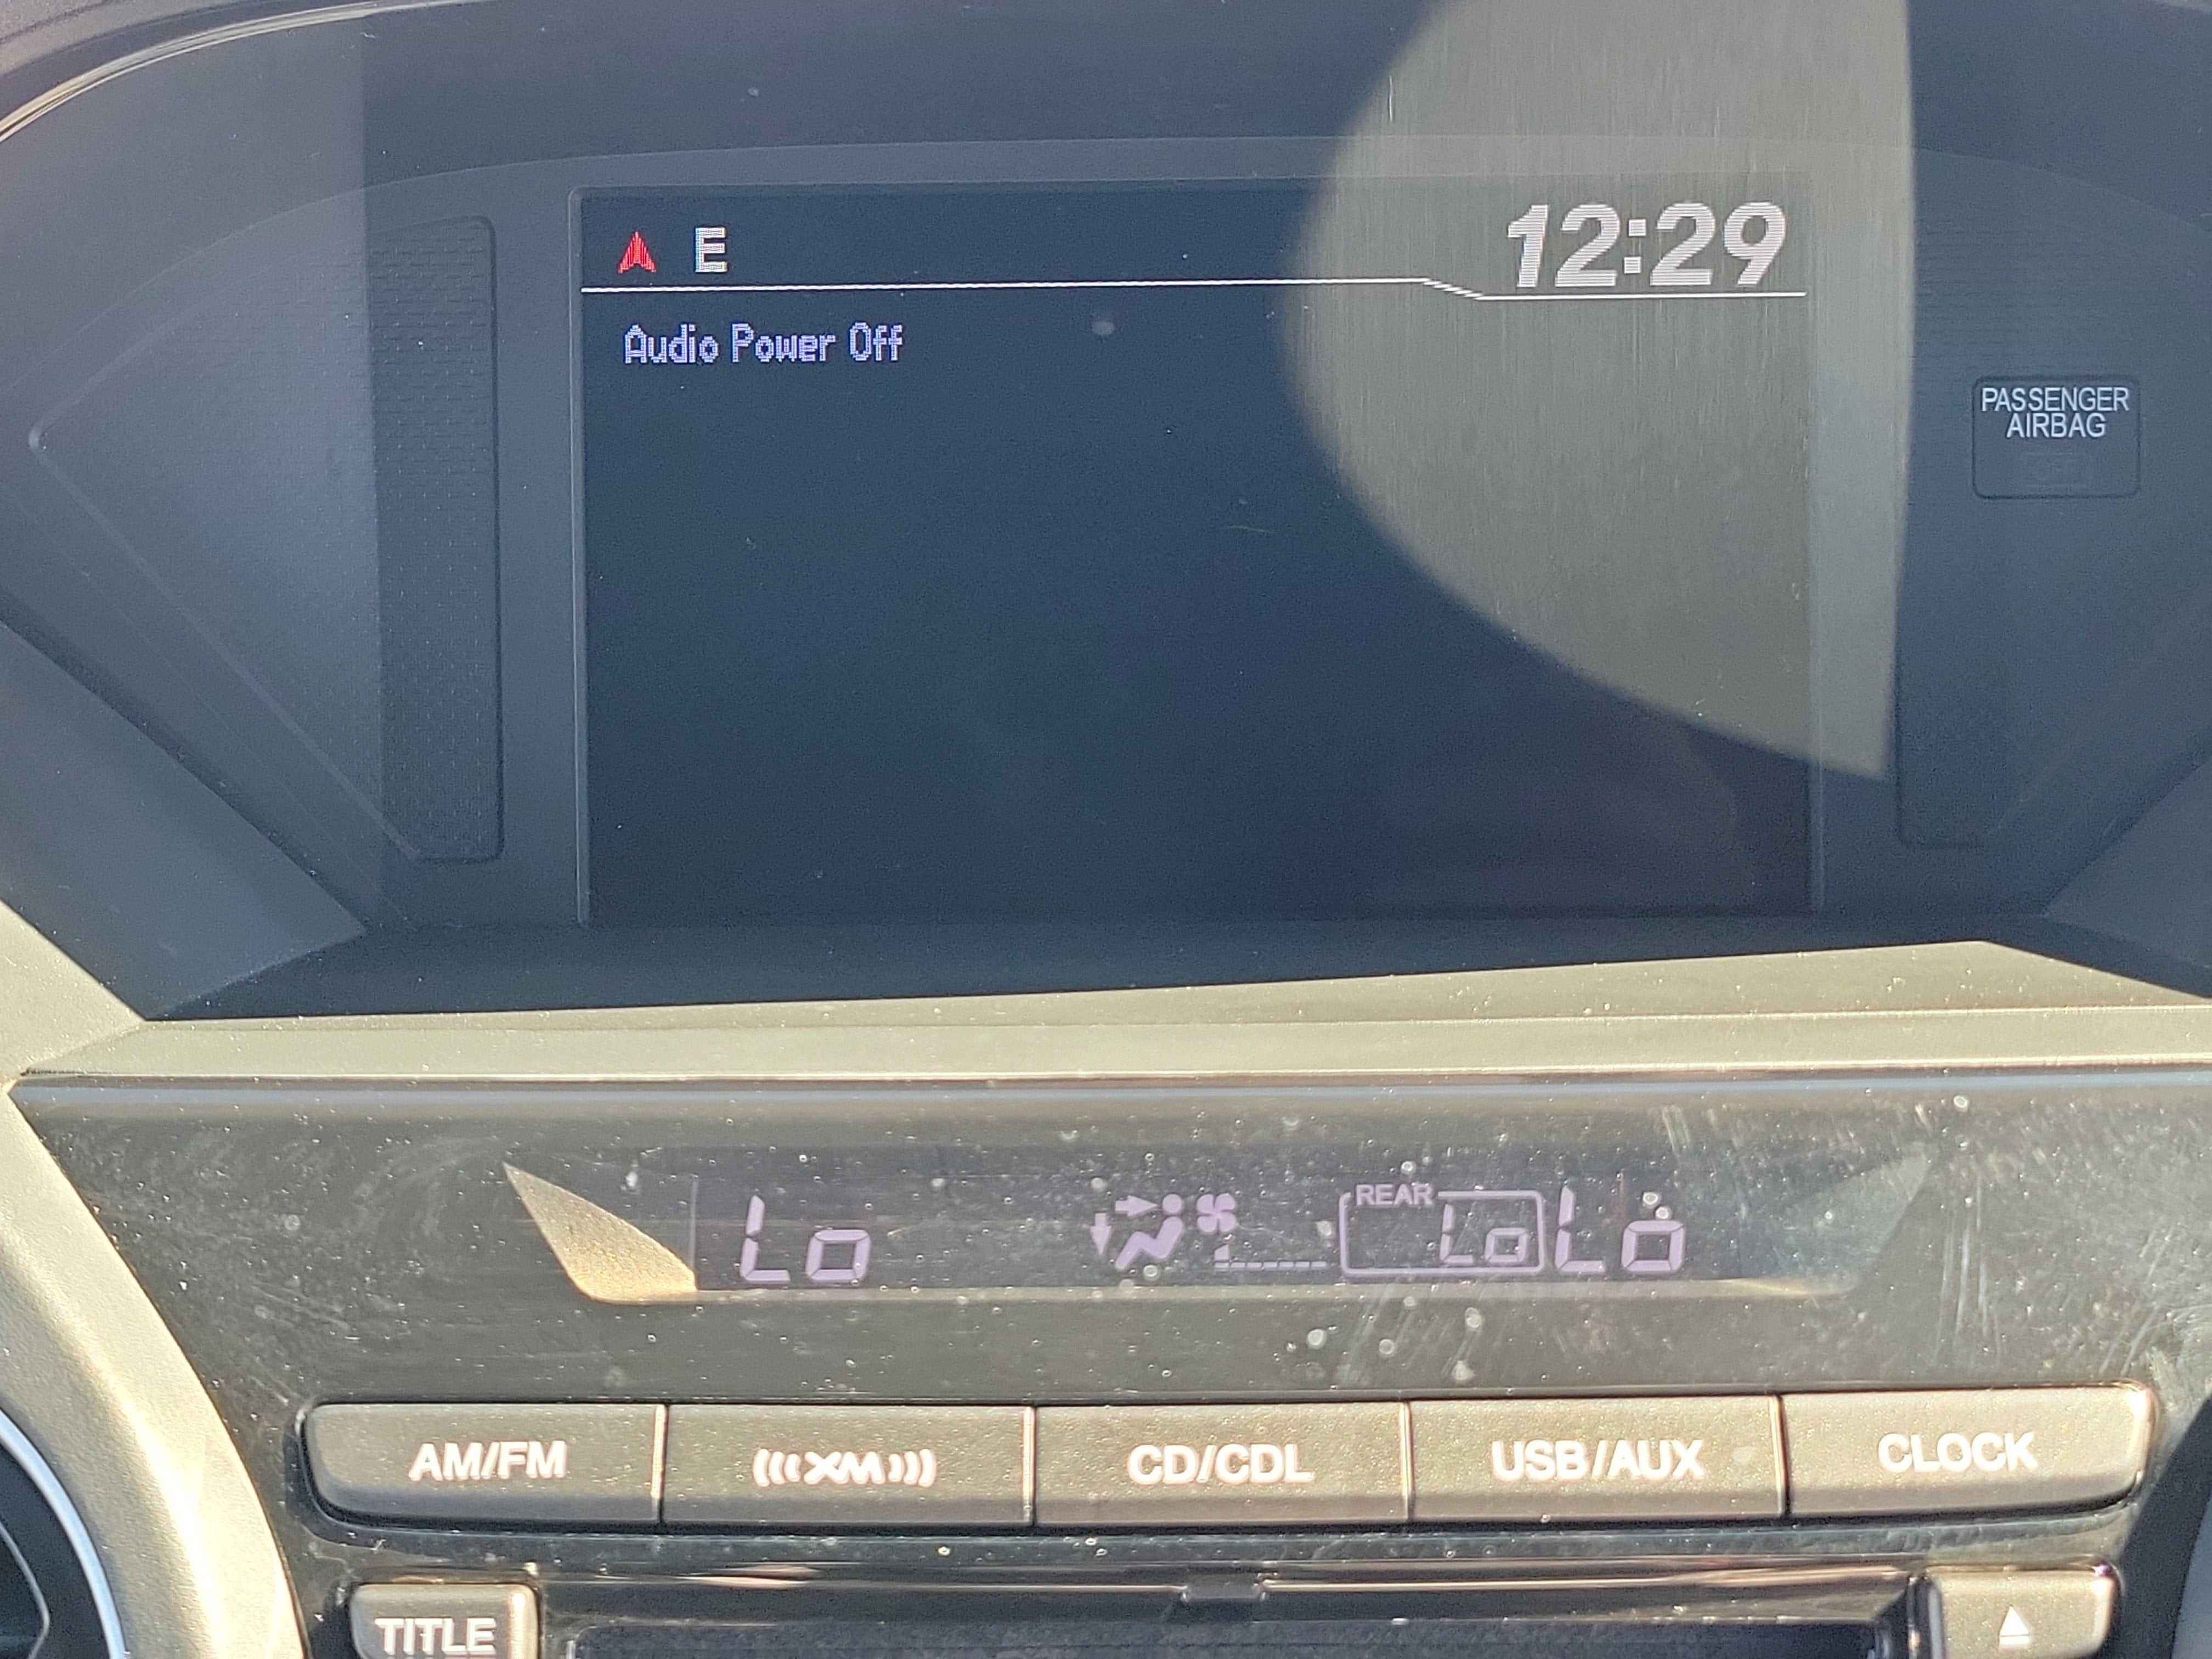 E
12:29
Audio Power Off
PASSENGER
AIRBAG
Lo
REAR
Lo
Lo
AM/FM
XM
CD/CDL
USB/AUX
CLOCK
TITLE